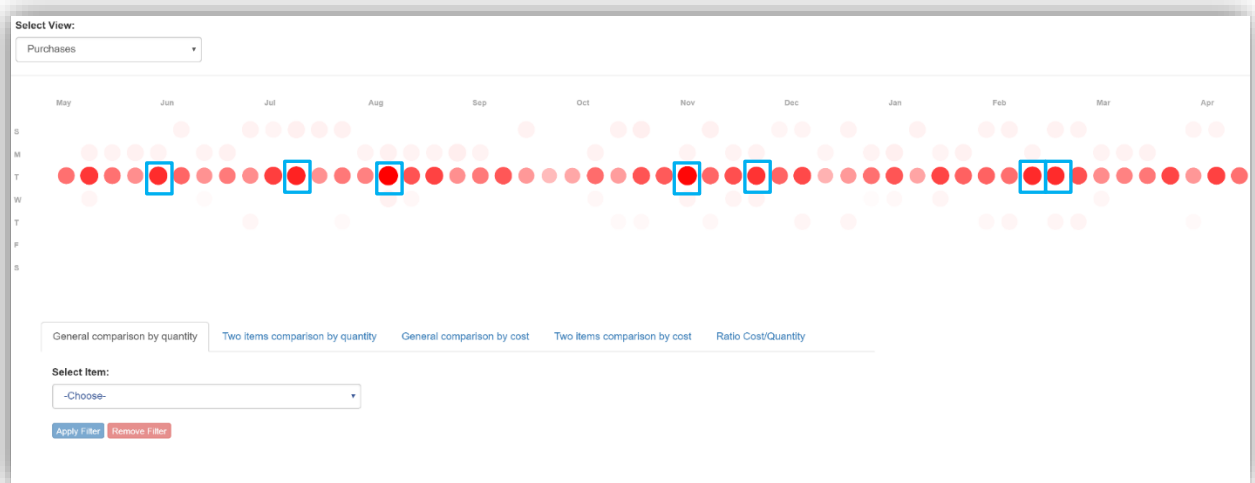 Select View:
Purchases
May Jun Jul Aug Sep Oct Nov Dec Jan Feb Mar Apr
S
M
T
W
T
F
S
General comparison by quantity Two items comparison by quantity General comparison by cost Two items comparison by cost Ratio Cost/Quantity
Select Item:
-Choose-
Apply Filter Remove Filter